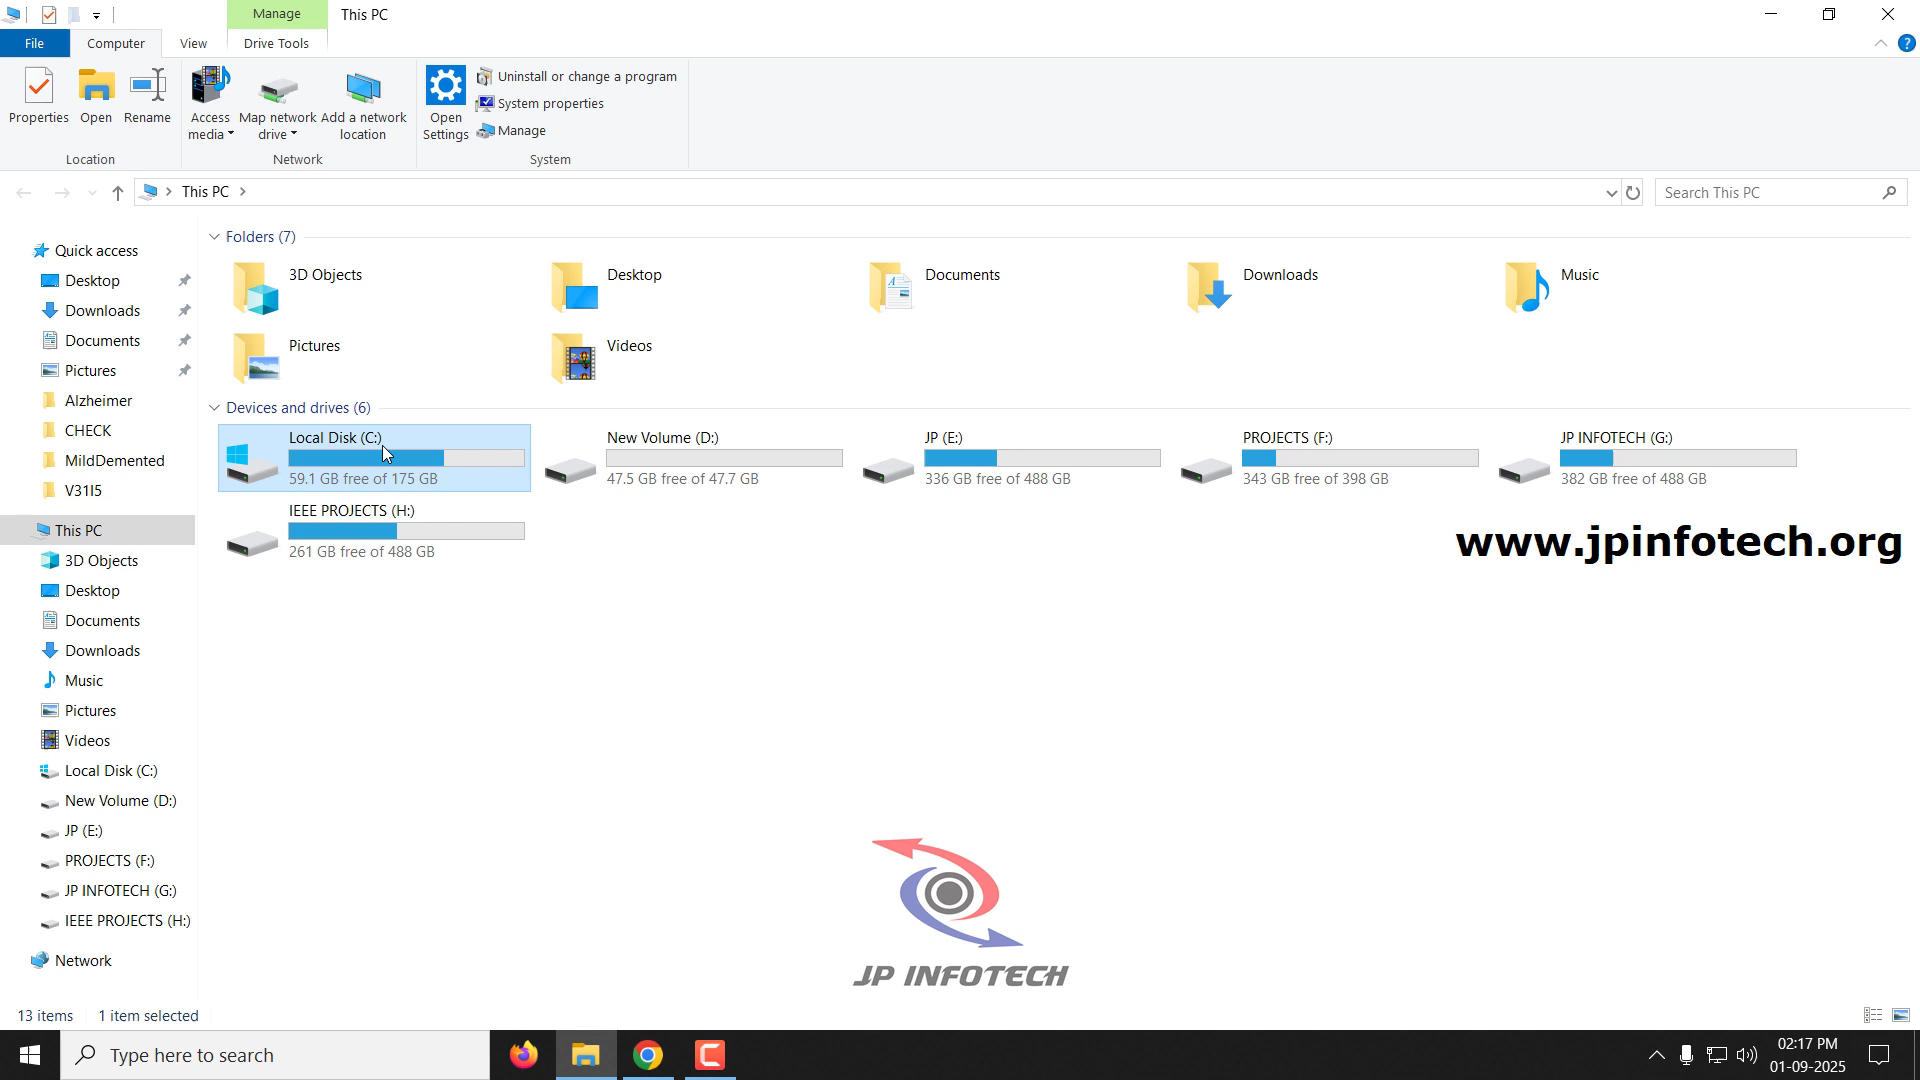 Manage
This PC
File
Computer
View
Drive Tools
Properties
Open
Rename
Access media
Map network drive
Add a network location
Open Settings
Uninstall or change a program
System properties
Manage
Location
Network
System
This PC
Search This PC
Quick access
Desktop
Downloads
Documents
Pictures
Alzheimer
CHECK
MildDemented
V31I5
This PC
3D Objects
Desktop
Documents
Downloads
Music
Pictures
Videos
Local Disk (C:)
New Volume (D:)
JP (E:)
PROJECTS (F:)
JP INFOTECH (G:)
IEEE PROJECTS (H:)
Network
Folders (7)
3D Objects
Desktop
Documents
Downloads
Music
Pictures
Videos
Devices and drives (6)
Local Disk (C:)
59.1 GB free of 175 GB
New Volume (D:)
47.5 GB free of 47.7 GB
JP (E:)
336 GB free of 488 GB
PROJECTS (F:)
343 GB free of 398 GB
JP INFOTECH (G:)
382 GB free of 488 GB
IEEE PROJECTS (H:)
261 GB free of 488 GB
www.jpinfotech.org
JP INFOTECH
13 items
1 item selected
Type here to search
02:17 PM
01-09-2025